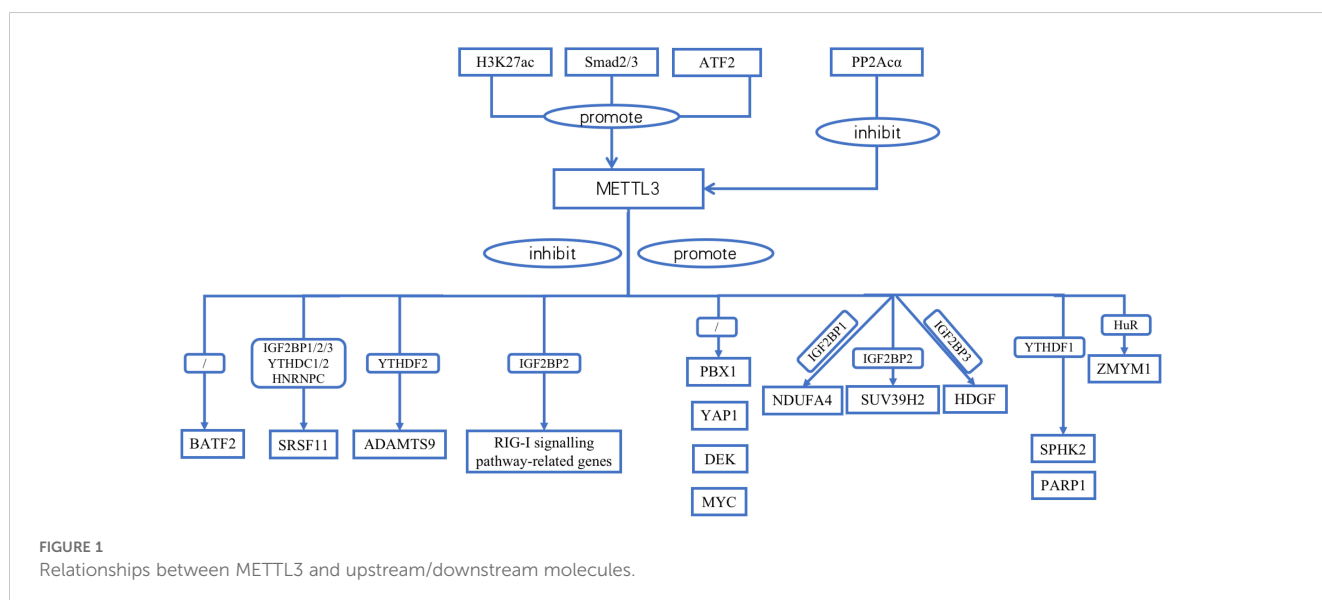 H3K27ac
Smad2/3
ATF2
PP2Acα
promote
inhibit
METTL3
inhibit
promote
/
IGF2BP1/2/3
YTHDC1/2
HNRNPC
YTHDF2
IGF2BP2
/
IGF2BP1
IGF2BP2
IGF2BP3
YTHDF1
HuR
BATF2
SRSF11
ADAMTS9
RIG-I signalling
pathway-related genes
PBX1
YAP1
DEK
MYC
NDUFA4
SUV39H2
HDGF
SPHK2
PARP1
ZMYM1
FIGURE 1
Relationships between METTL3 and upstream/downstream molecules.